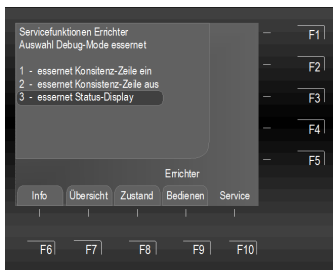 Servicefunktionen Errichter
Auswahl Debug-Mode essernet
1 - essernet Konsitenz-Zeile ein
2 - essernet Konsistenz-Zeile aus
3 - essernet Status-Display
Errichter
Info Übersicht Zustand Bedienen Service
F1
F2
F3
F4
F5
F6 F7 F8 F9 F10